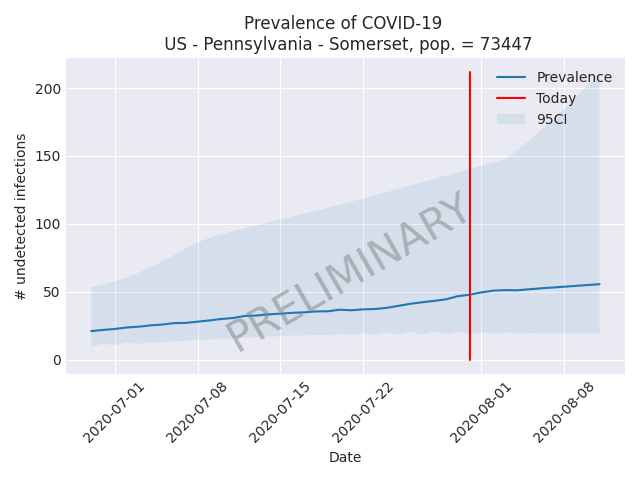 Prevalence of COVID-19
US - Pennsylvania - Somerset, pop. = 73447
# undetected infections
200
150
100
50
0
Prevalence
Today
95CI
PRELIMINARY
2020-07-01
2020-07-08
2020-07-15
2020-07-22
2020-08-01
2020-08-08
Date